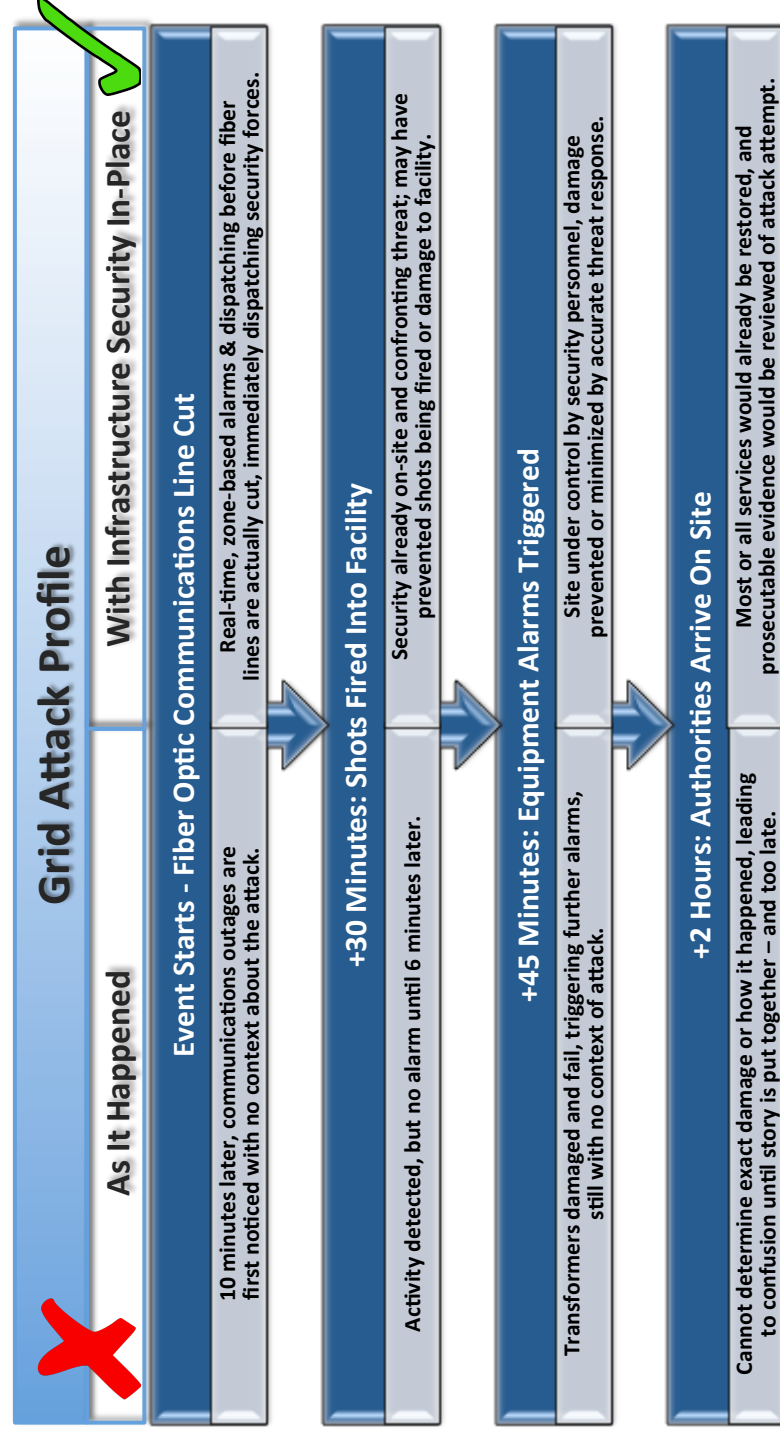 Grid Attack Profile
As It Happened
With Infrastructure Security In-Place
Event Starts - Fiber Optic Communications Line Cut
10 minutes later, communications outages are
first noticed with no context about the attack.
Real-time, zone-based alarms & dispatching before fiber
lines are actually cut, immediately dispatching security forces.
+30 Minutes: Shots Fired Into Facility
Activity detected, but no alarm until 6 minutes later.
Security already on-site and confronting threat; may have
prevented shots being fired or damage to facility.
+45 Minutes: Equipment Alarms Triggered
Transformers damaged and fail, triggering further alarms,
still with no context of attack.
Site under control by security personnel, damage
prevented or minimized by accurate threat response.
+2 Hours: Authorities Arrive On Site
Cannot determine exact damage or how it happened, leading
to confusion until story is put together – and too late.
Most or all services would already be restored, and
prosecutable evidence would be reviewed of attack attempt.